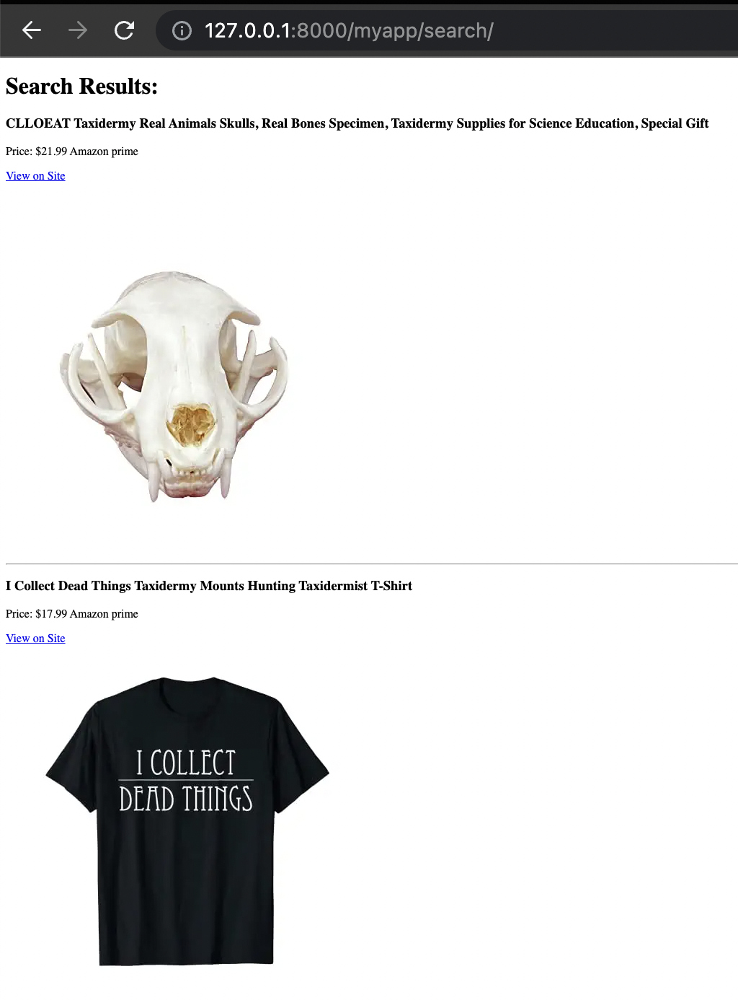 127.0.0.1:8000/myapp/search/
Search Results:
CLLOEAT Taxidermy Real Animals Skulls, Real Bones Specimen, Taxidermy Supplies for Science Education, Special Gift
Price: $21.99 Amazon prime
View on Site
I Collect Dead Things Taxidermy Mounts Hunting Taxidermist T-Shirt
Price: $17.99 Amazon prime
View on Site
I COLLECT
DEAD THINGS